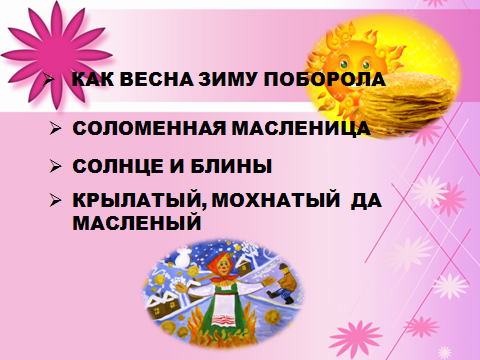 КАК ВЕСНА ЗИМУ ПОБОРОЛА
СОЛОМЕННАЯ МАСЛЕНИЦА
СОЛНЦЕ И БЛИНЫ
КРЫЛАТЫЙ, МОХНАТЫЙ ДА
МАСЛЕНЫЙ